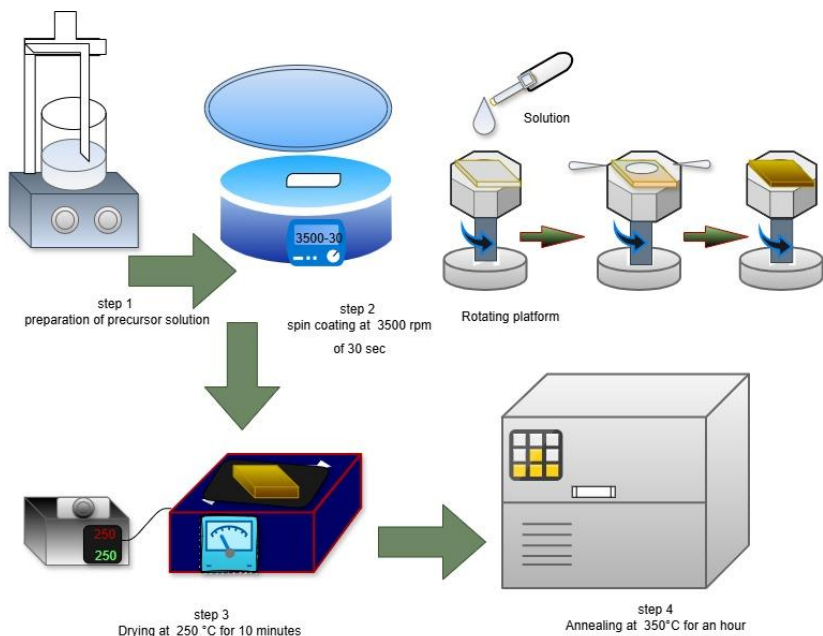 Solution
3500-30
step 1
preparation of precursor solution
step 2
spin coating at 3500 rpm
of 30 sec
Rotating platform
250
250
step 3
Drying at 250 °C for 10 minutes
step 4
Annealing at 350°C for an hour